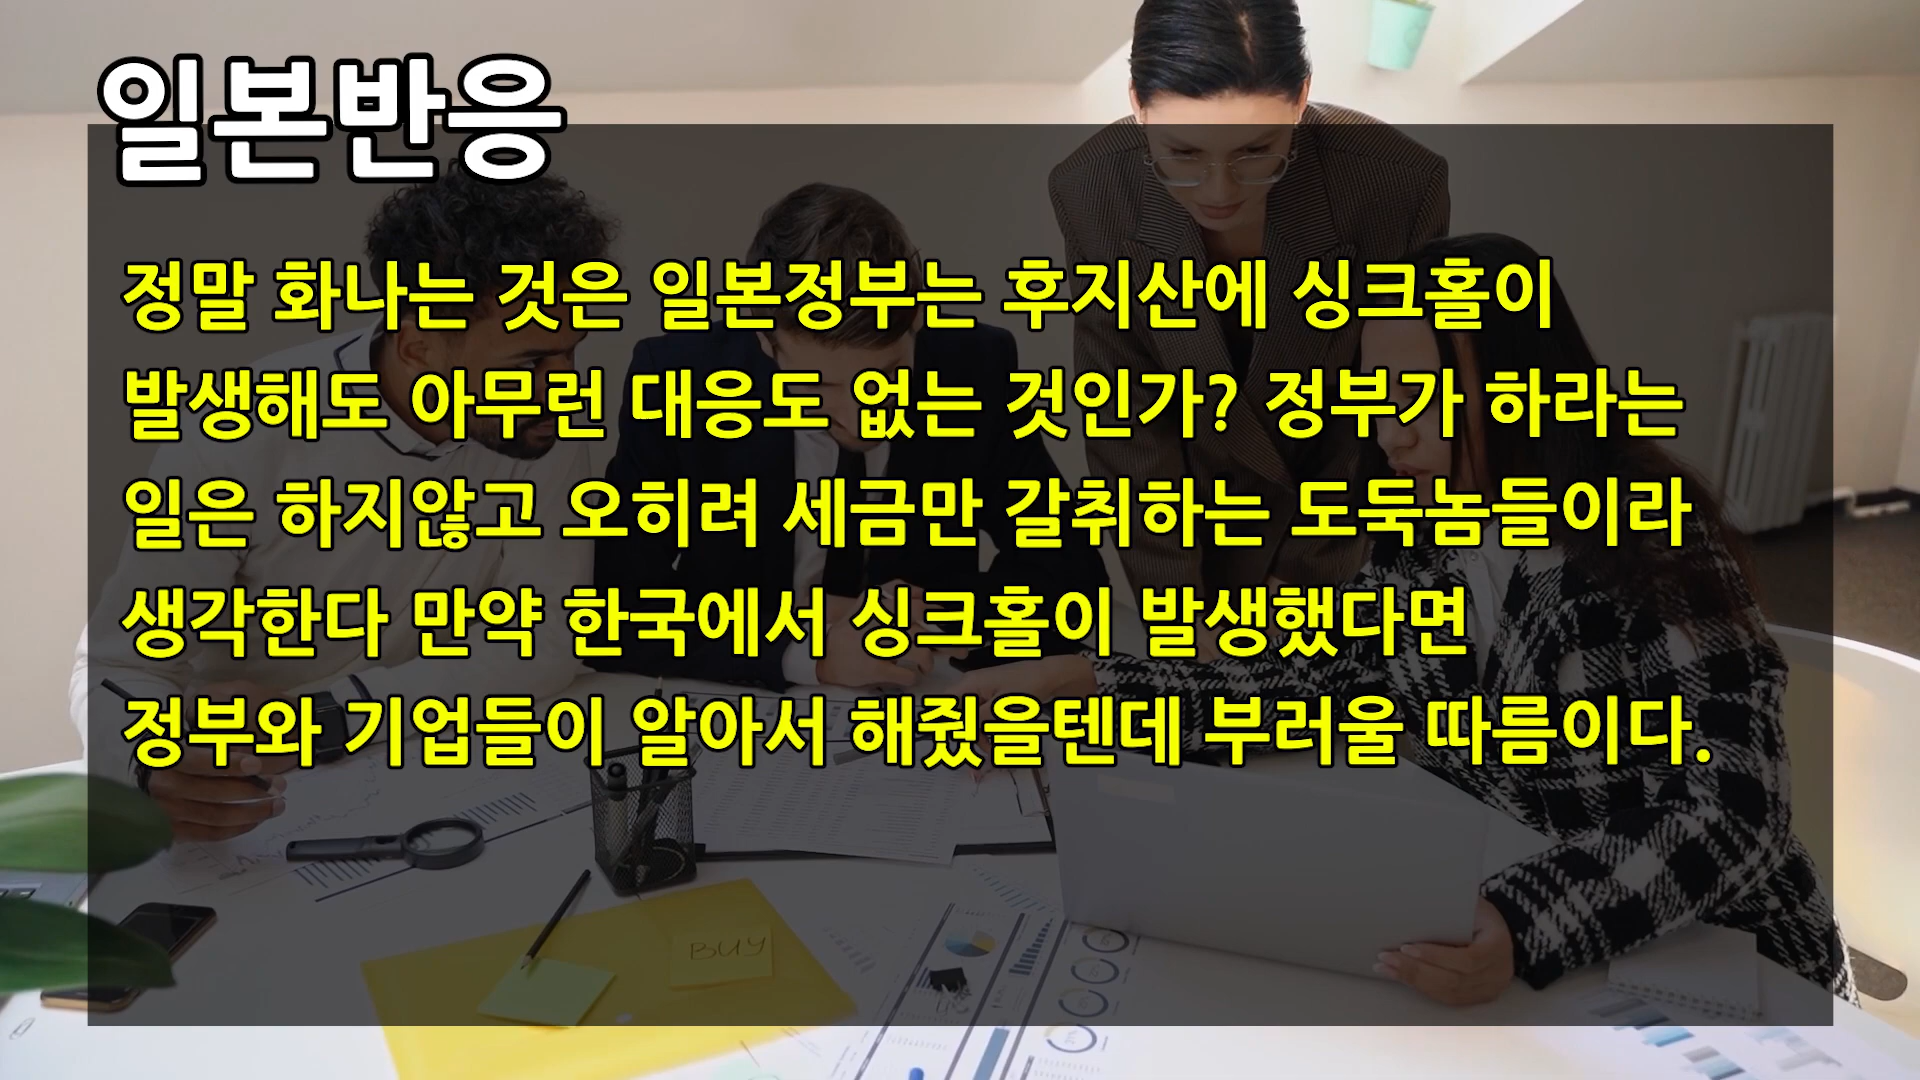 일본반응
정말 화나는 것은 일본정부는 후지산에 싱크홀이
발생해도 아무런 대응도 없는 것인가? 정부가 하라는
일은 하지않고 오히려 세금만 갈취하는 도둑놈들이라
생각한다 만약 한국에서 싱크홀이 발생했다면
정부와 기업들이 알아서 해줬을텐데 부러울 따름이다.
BUY